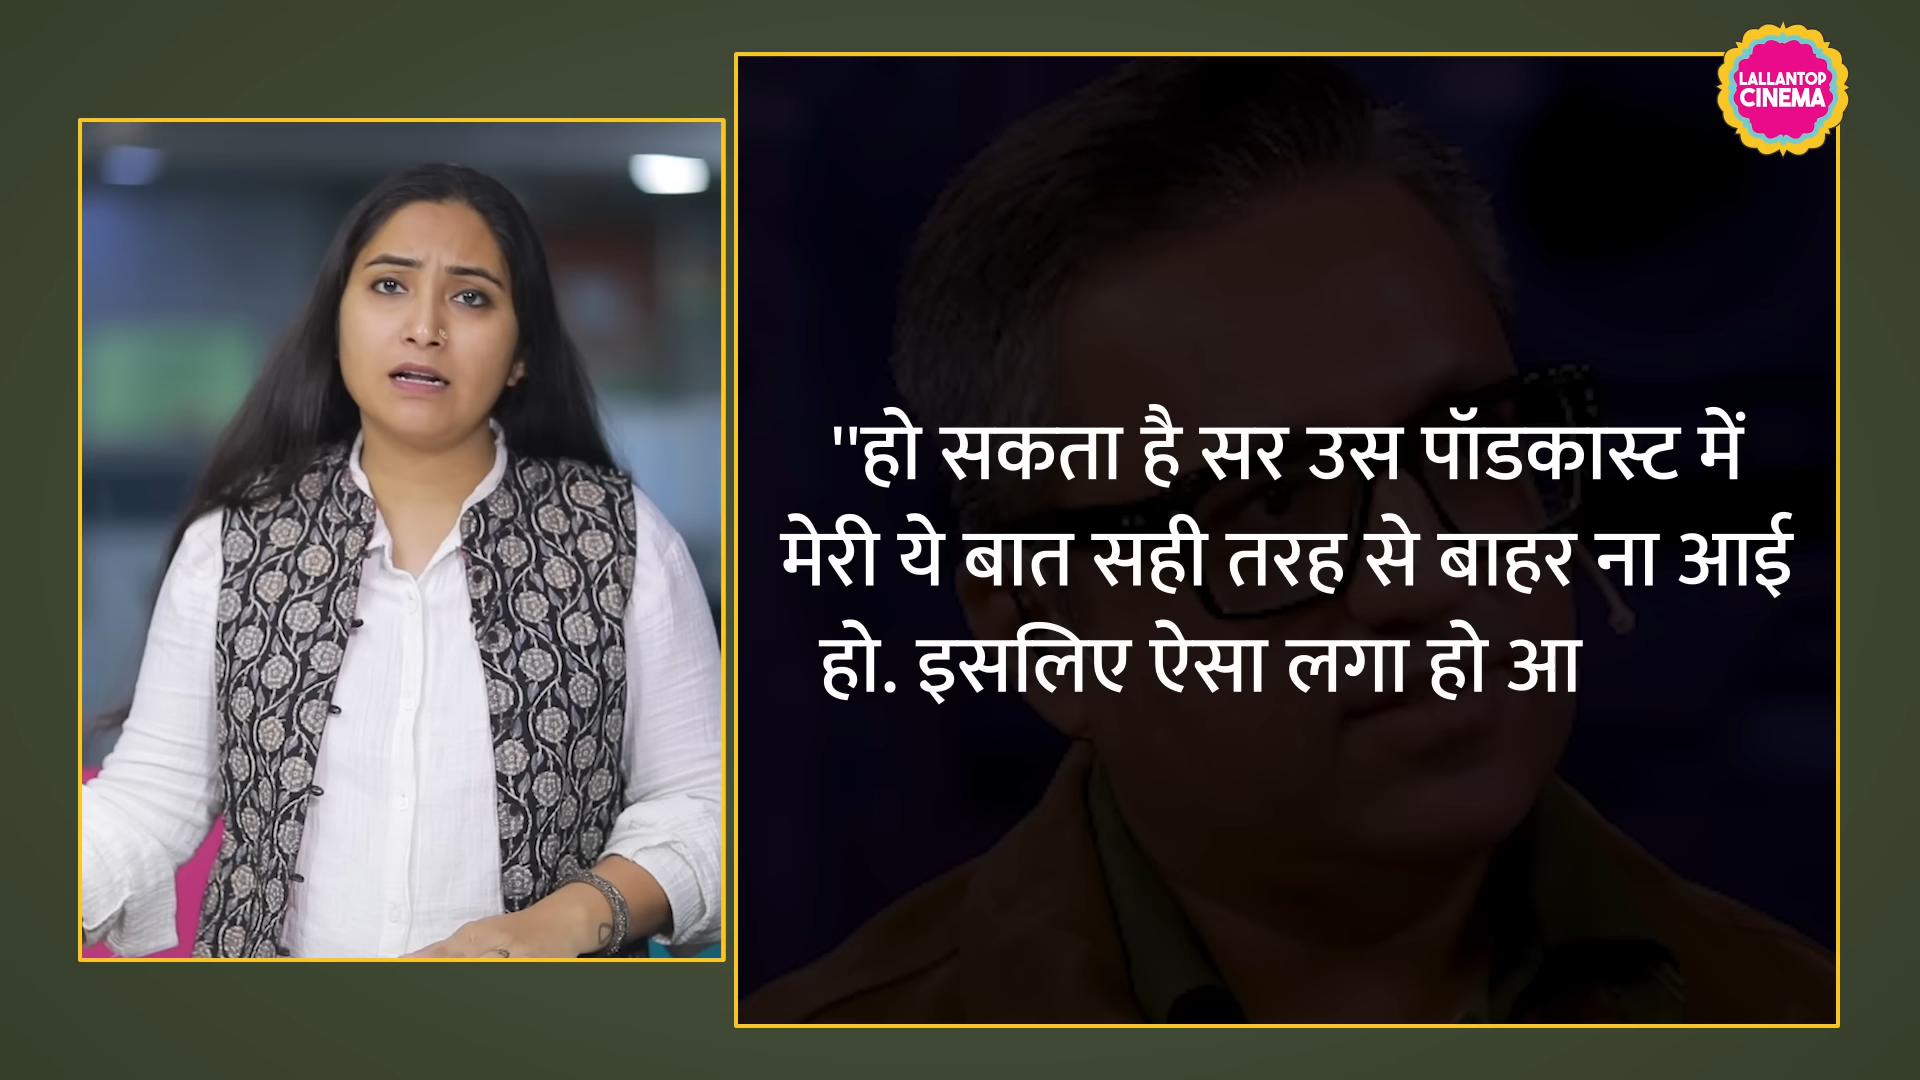 LALLANTOP
CINEMA
"हो सकता है सर उस पॉडकास्ट में
मेरी ये बात सही तरह से बाहर ना आई
हो. इसलिए ऐसा लगा हो आ